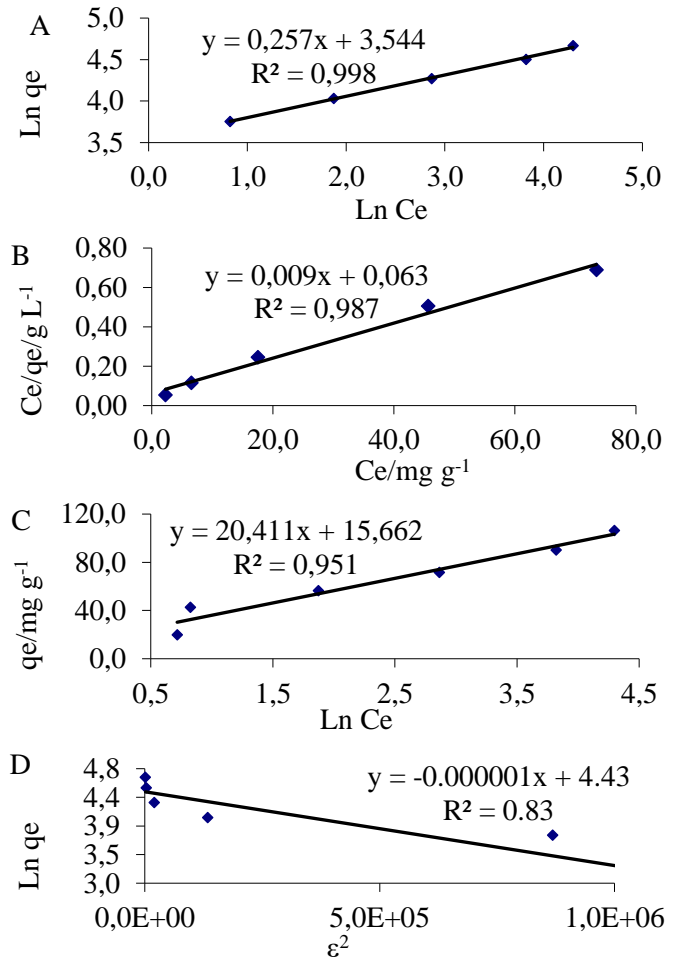 A
Ln qe
5,0
4,5
4,0
3,5
y = 0,257x + 3,544
R² = 0,998
0,0 1,0 2,0 3,0 4,0 5,0
Ln Ce
B
Ce/qe/g L⁻¹
0,80
0,60
0,40
0,20
0,00
y = 0,009x + 0,063
R² = 0,987
0,0 20,0 40,0 60,0 80,0
Ce/mg g⁻¹
C
qe/mg g⁻¹
120,0
80,0
40,0
0,0
y = 20,411x + 15,662
R² = 0,951
0,5 1,5 2,5 3,5 4,5
Ln Ce
D
Ln qe
4,8
4,4
3,9
3,5
3,0
y = -0.000001x + 4.43
R² = 0.83
0,0E+00 5,0E+05 1,0E+06
ε²